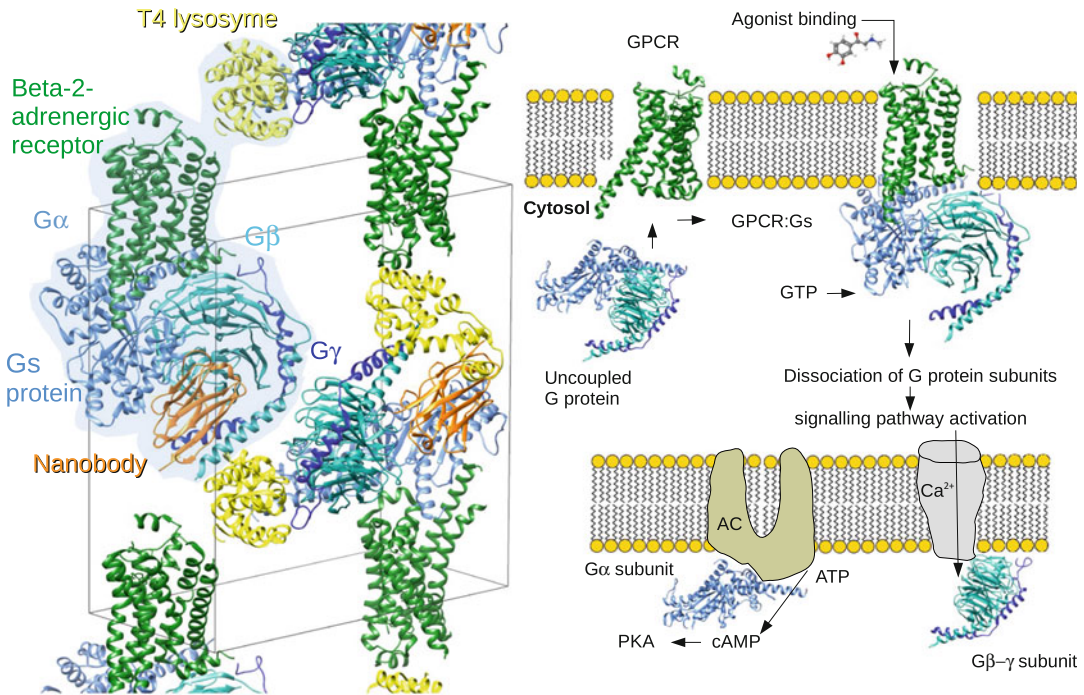 T4 lysosyme
Beta-2-
adrenergic
receptor
Gα
Gβ
Gs
protein
Gγ
Nanobody
Agonist binding
GPCR
Cytosol
GPCR:Gs
GTP
Uncoupled
G protein
Dissociation of G protein subunits
signalling pathway activation
AC
Ca2+
Gα subunit
ATP
PKA
cAMP
Gβ–γ subunit